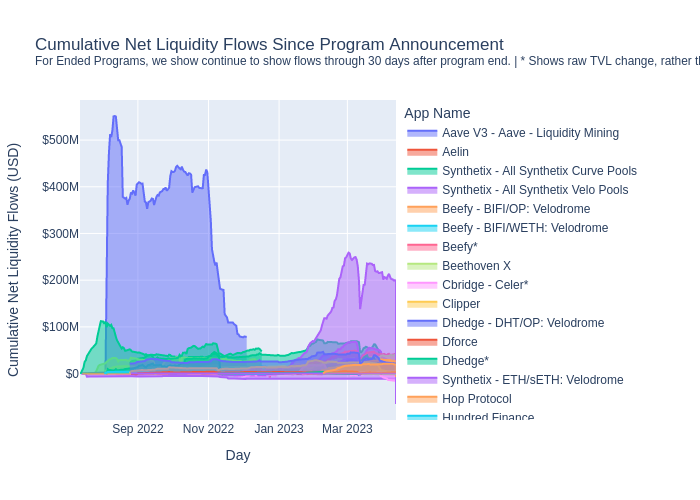 Cumulative Net Liquidity Flows Since Program Announcement
For Ended Programs, we show continue to show flows through 30 days after program end. | * Shows raw TVL change, rather
App Name
Aave V3 - Aave - Liquidity Mining
Aelin
Synthetix - All Synthetix Curve Pools
Synthetix - All Synthetix Velo Pools
Beefy - BIFI/OP: Velodrome
Beefy - BIFI/WETH: Velodrome
Beefy*
Beethoven X
Cbridge - Celer*
Clipper
Dhedge - DHT/OP: Velodrome
Dforce
Dhedge*
Synthetix - ETH/sETH: Velodrome
Hop Protocol
Hundred Finance
Cumulative Net Liquidity Flows (USD)
$500M
$400M
$300M
$200M
$100M
$0
Sep 2022
Nov 2022
Jan 2023
Mar 2023
Day